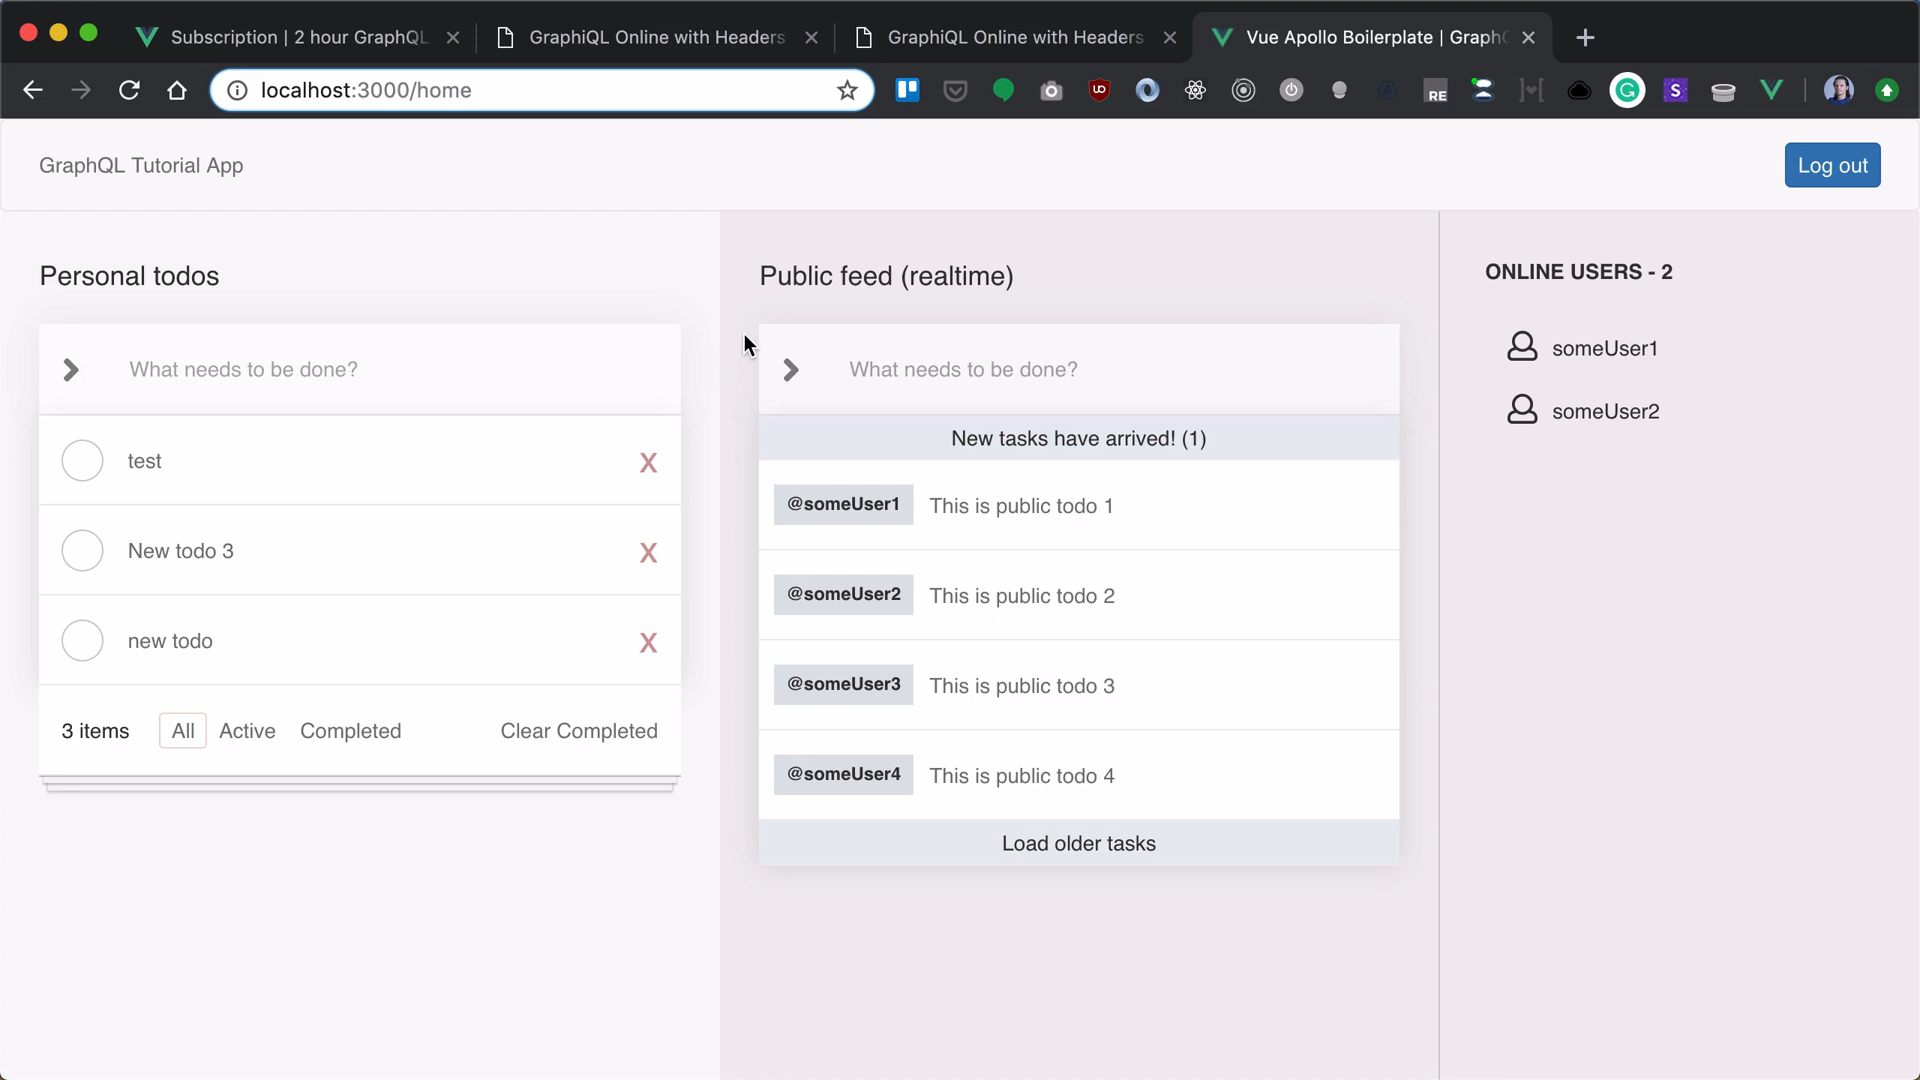 Subscription | 2 hour GraphQL
GraphiQL Online with Headers
GraphiQL Online with Headers
Vue Apollo Boilerplate | Graph
localhost:3000/home
GraphQL Tutorial App
Log out
Personal todos
What needs to be done?
test
X
New todo 3
X
new todo
X
3 items
All
Active
Completed
Clear Completed
Public feed (realtime)
What needs to be done?
New tasks have arrived! (1)
@someUser1 This is public todo 1
@someUser2 This is public todo 2
@someUser3 This is public todo 3
@someUser4 This is public todo 4
Load older tasks
ONLINE USERS - 2
someUser1
someUser2